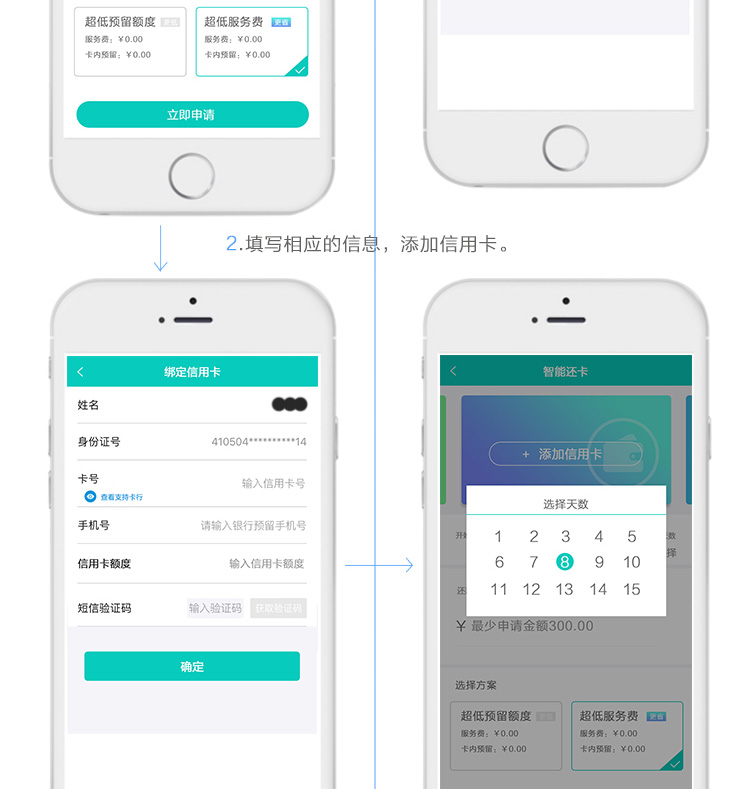 超低预留额度
服务费：￥0.00
卡内预留：￥0.00
超低服务费 更省
服务费：￥0.00
卡内预留：￥0.00
立即申请
2.填写相应的信息，添加信用卡。
绑定信用卡
姓名
身份证号 410504**********14
卡号 输入信用卡号
查看支持卡行
手机号 请输入银行预留手机号
信用卡额度 输入信用卡额度
短信验证码 输入验证码 获取验证码
确定
智能还卡
+ 添加信用卡
选择天数
1 2 3 4 5
6 7 8 9 10
11 12 13 14 15
￥ 最少申请金额300.00
选择方案
超低预留额度
服务费：￥0.00
卡内预留：￥0.00
超低服务费 更省
服务费：￥0.00
卡内预留：￥0.00